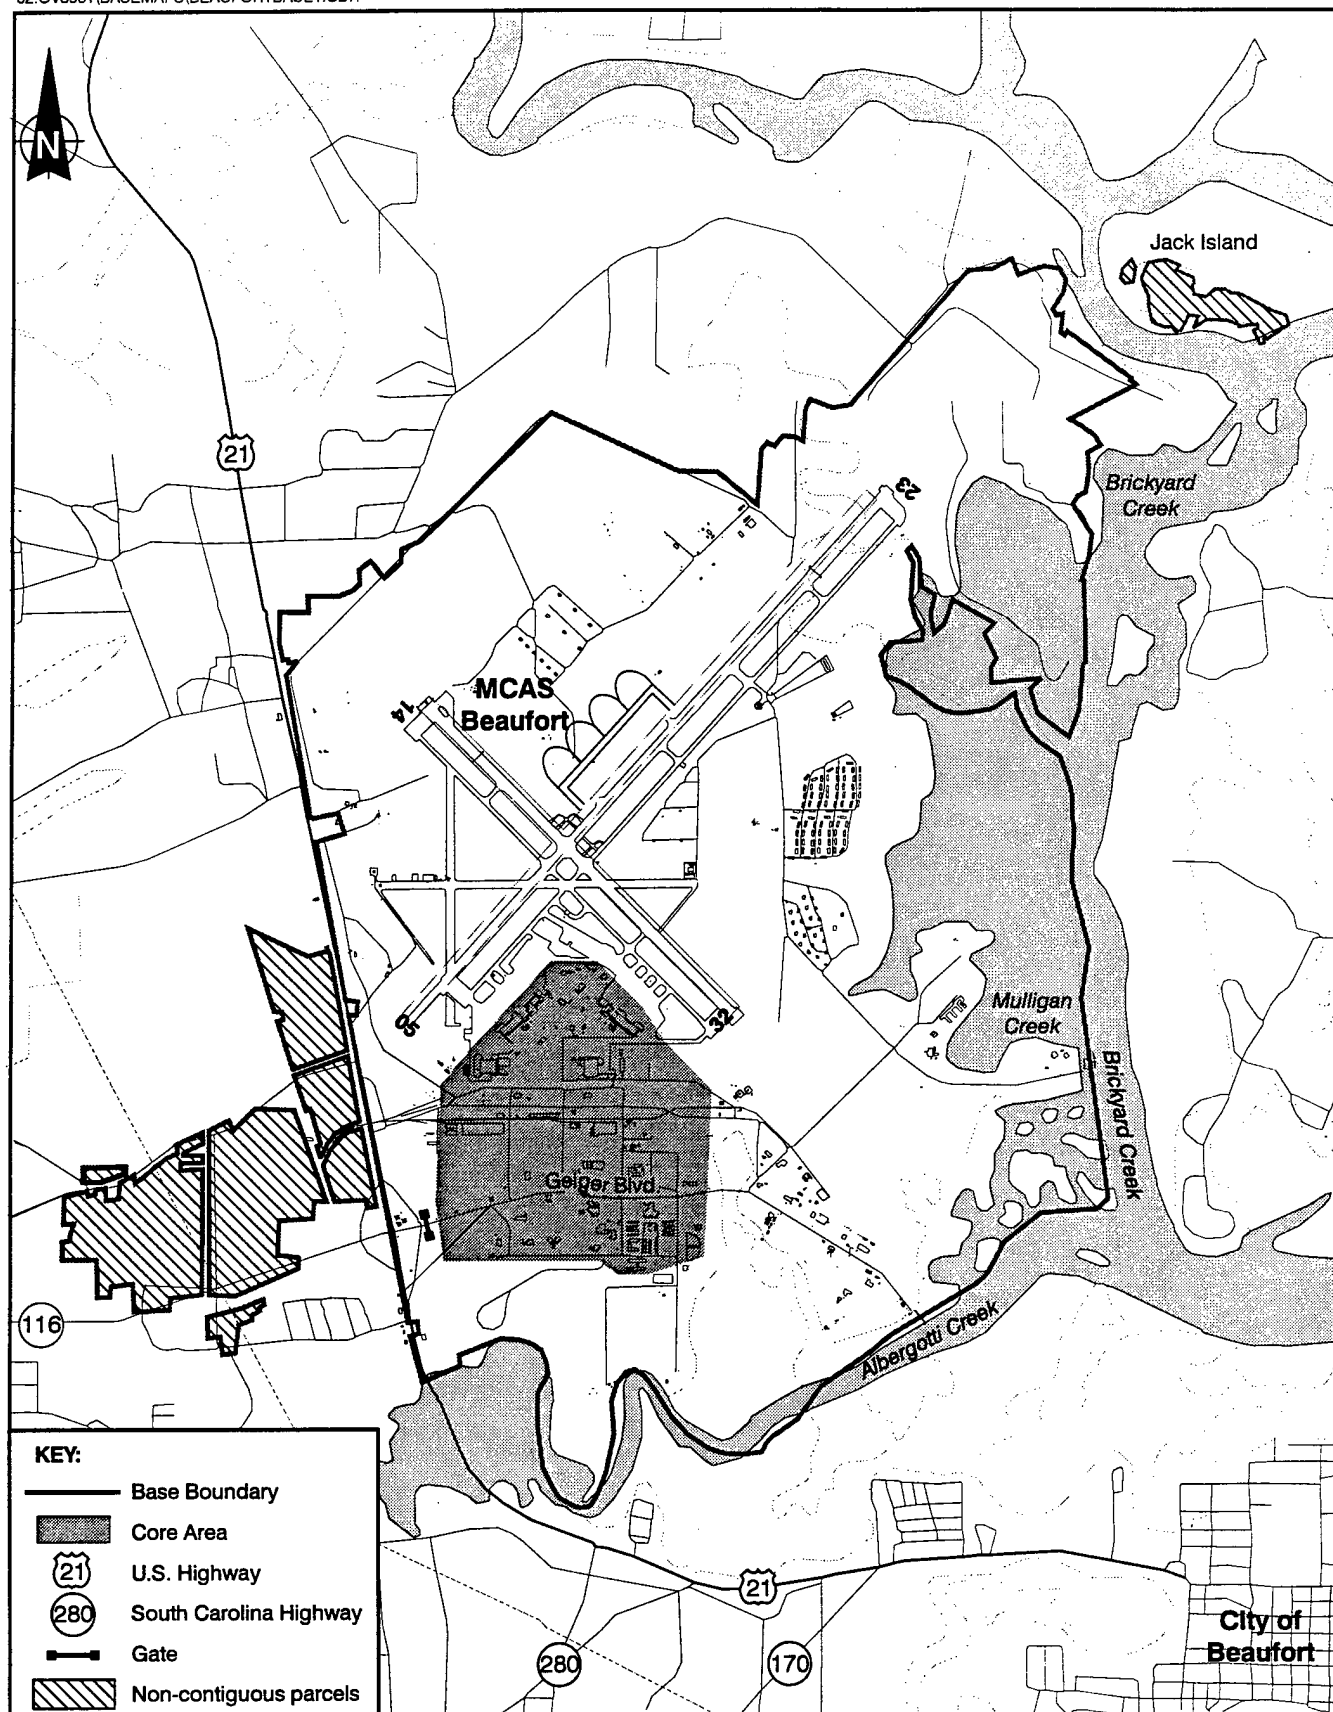 N
Jack Island
21
Brickyard
Creek
23
MCAS
Beaufort
14
Mulligan
Creek
05
32
Brickyard Creek
Geiger Blvd.
116
Albergotti Creek
KEY:
Base Boundary
Core Area
21 U.S. Highway
280 South Carolina Highway
Gate
Non-contiguous parcels
21
280
170
City of
Beaufort